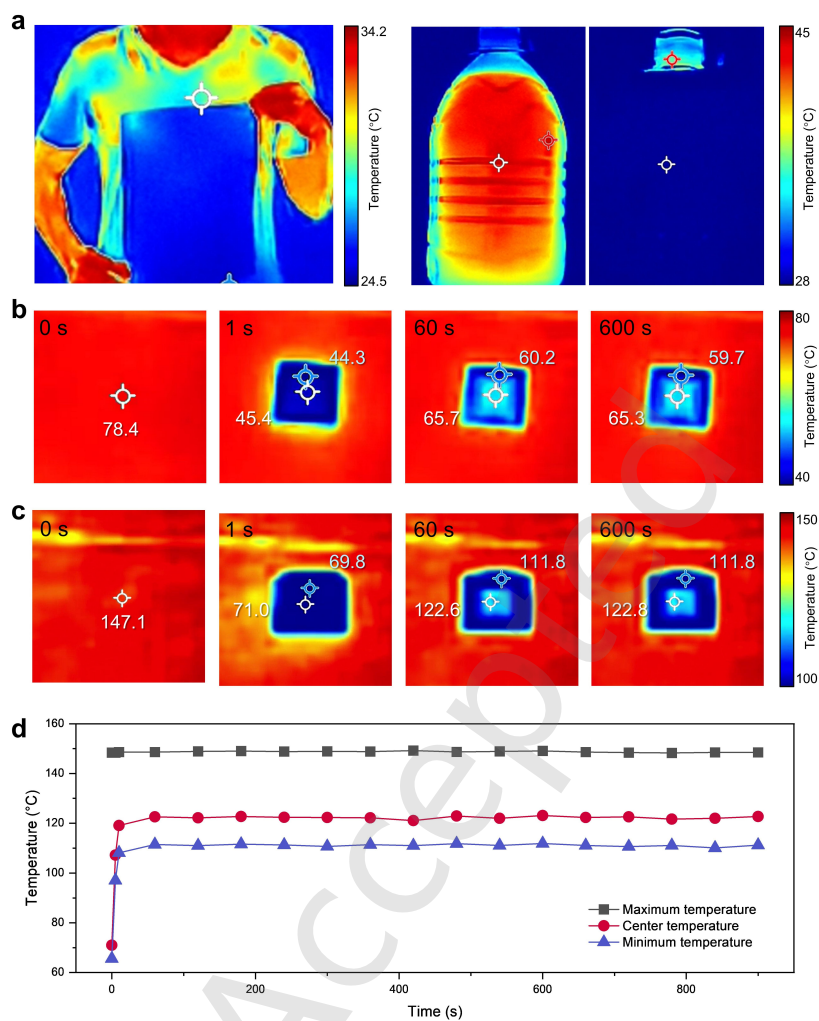 a
34.2
Temperature (°C)
24.5
45
Temperature (°C)
28
b
0 s
78.4
1 s
44.3
45.4
60 s
60.2
65.7
600 s
59.7
65.3
80
Temperature (°C)
40
c
0 s
147.1
1 s
69.8
71.0
60 s
111.8
122.6
600 s
111.8
122.8
150
Temperature (°C)
100
d
160
140
120
100
80
60
Temperature (°C)
Maximum temperature
Center temperature
Minimum temperature
0
200
400
600
800
Time (s)
Accepted